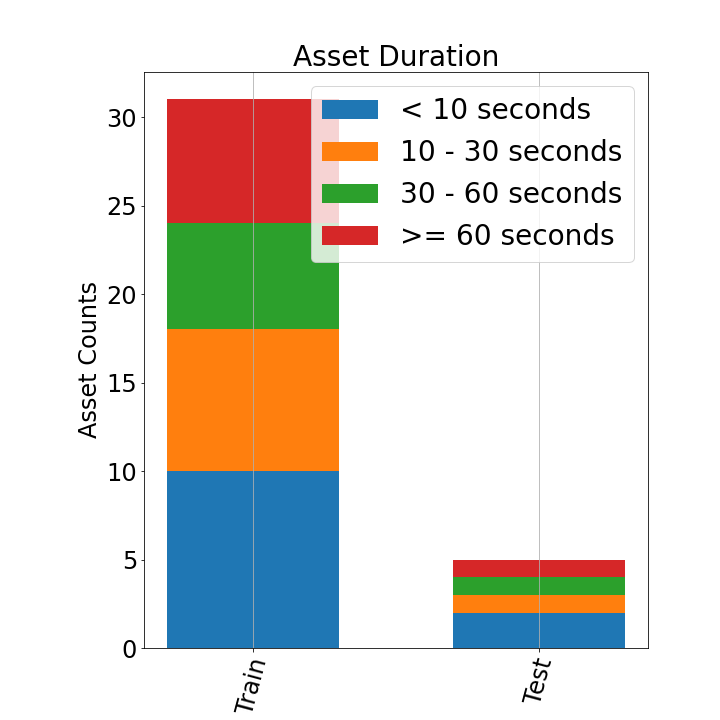 Asset Duration
< 10 seconds
10 - 30 seconds
30 - 60 seconds
>= 60 seconds
Asset Counts
30
25
20
15
10
5
0
Train
Test